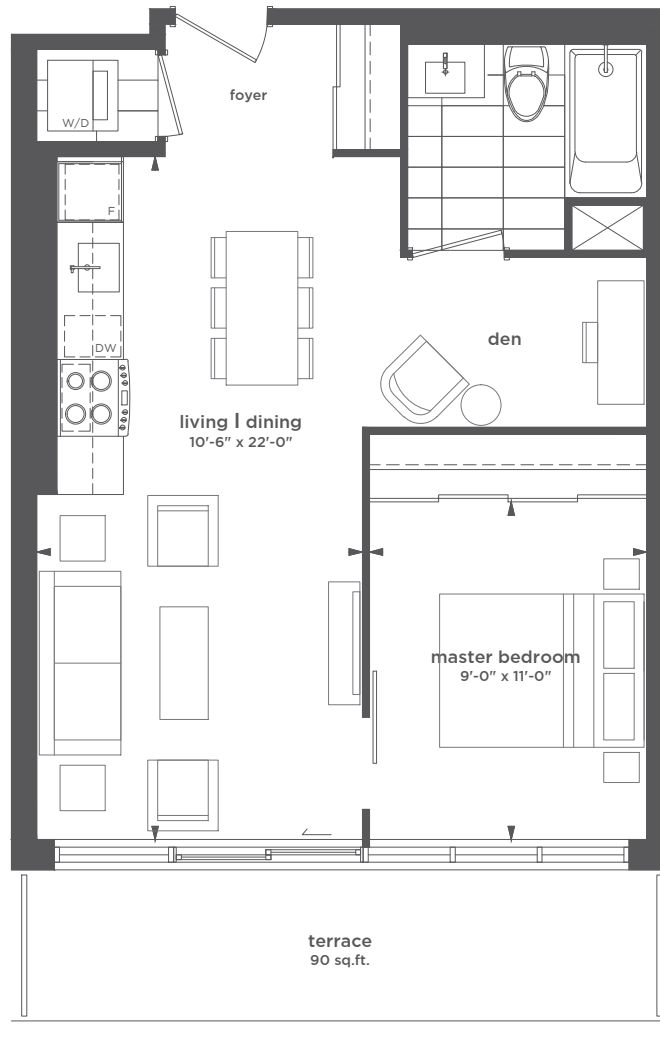 foyer
W/D
F
DW
den
living | dining
10'-6" x 22'-0"
master bedroom
9'-0" x 11'-0"
terrace
90 sq.ft.